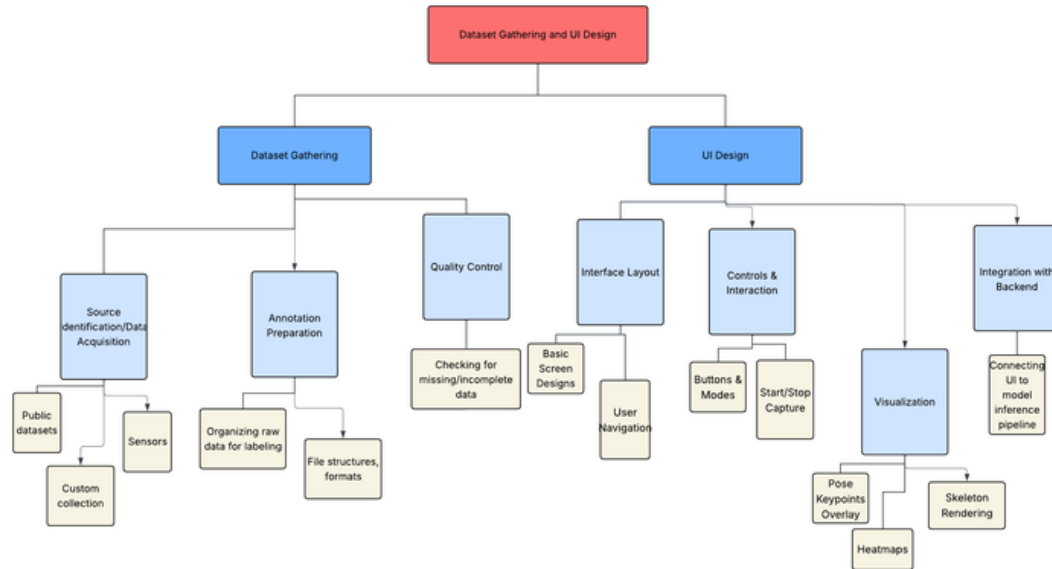 Dataset Gathering and UI Design
Dataset Gathering
UI Design
Quality Control
Interface Layout
Controls &
Interaction
Integration with
Backend
Source
dentification/Data
Acquisition
Annotation
Preparation
Checking for
missing/incomplete
data
Basic
Screen
Designs
Buttons &
Modes
Start/Stop
Capture
Visualization
Connecting
UI to
model
inference
pipeline
Public
datasets
Sensors
Organizing raw
data for labeling
User
Navigation
File structures,
formats
Custom
collection
Pose
Keypoints
Overlay
Skeleton
Rendering
Heatmaps